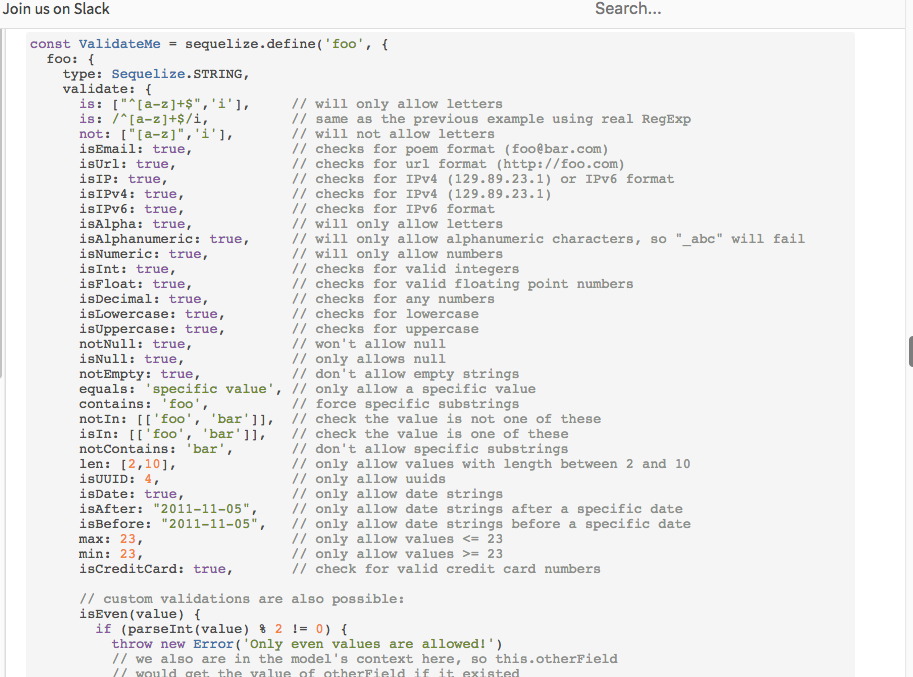 Join us on Slack
Search...
const ValidateMe = sequelize.define('foo', {
  foo: {
    type: Sequelize.STRING,
    validate: {
      is: ["^[a-z]+$",'i'],     // will only allow letters
      is: /^[a-z]+$/i,          // same as the previous example using real RegExp
      not: ["[a-z]",'i'],       // will not allow letters
      isEmail: true,            // checks for poem format (foo@bar.com)
      isUrl: true,              // checks for url format (http://foo.com)
      isIP: true,               // checks for IPv4 (129.89.23.1) or IPv6 format
      isIPv4: true,             // checks for IPv4 (129.89.23.1)
      isIPv6: true,             // checks for IPv6 format
      isAlpha: true,            // will only allow letters
      isAlphanumeric: true,     // will only allow alphanumeric characters, so "_abc" will fail
      isNumeric: true,          // will only allow numbers
      isInt: true,              // checks for valid integers
      isFloat: true,            // checks for valid floating point numbers
      isDecimal: true,          // checks for any numbers
      isLowercase: true,        // checks for lowercase
      isUppercase: true,        // checks for uppercase
      notNull: true,            // won't allow null
      isNull: true,             // only allows null
      notEmpty: true,           // don't allow empty strings
      equals: 'specific value', // only allow a specific value
      contains: 'foo',          // force specific substrings
      notIn: [['foo', 'bar']],  // check the value is not one of these
      isIn: [['foo', 'bar']],   // check the value is one of these
      notContains: 'bar',       // don't allow specific substrings
      len: [2,10],              // only allow values with length between 2 and 10
      isUUID: 4,                // only allow uuids
      isDate: true,             // only allow date strings
      isAfter: "2011-11-05",    // only allow date strings after a specific date
      isBefore: "2011-11-05",   // only allow date strings before a specific date
      max: 23,                  // only allow values <= 23
      min: 23,                  // only allow values >= 23
      isCreditCard: true,       // check for valid credit card numbers
      // custom validations are also possible:
      isEven(value) {
        if (parseInt(value) % 2 != 0) {
          throw new Error('Only even values are allowed!')
          // we also are in the model's context here, so this.otherField
          // would get the value of otherField if it existed